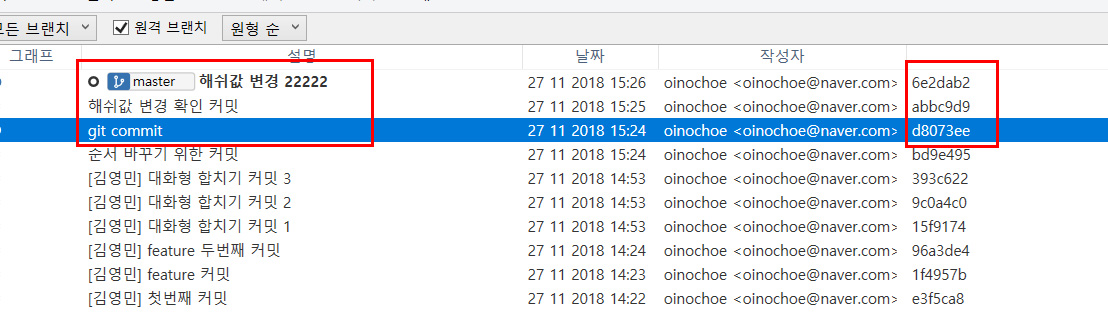 모든 브랜치 원격 브랜치 원형 순
그래프 설명 날짜 작성자
master 해쉬값 변경 22222 27 11 2018 15:26 oinochoe <oinochoe@naver.com> 6e2dab2
해쉬값 변경 확인 커밋 27 11 2018 15:25 oinochoe <oinochoe@naver.com> abbc9d9
git commit 27 11 2018 15:24 oinochoe <oinochoe@naver.com> d8073ee
순서 바꾸기 위한 커밋 27 11 2018 15:24 oinochoe <oinochoe@naver.com> bd9e495
[김영민] 대화형 합치기 커밋 3 27 11 2018 14:53 oinochoe <oinochoe@naver.com> 393c622
[김영민] 대화형 합치기 커밋 2 27 11 2018 14:53 oinochoe <oinochoe@naver.com> 9c0a4c0
[김영민] 대화형 합치기 커밋 1 27 11 2018 14:53 oinochoe <oinochoe@naver.com> 15f9174
[김영민] feature 두번째 커밋 27 11 2018 14:24 oinochoe <oinochoe@naver.com> 96a3de4
[김영민] feature 커밋 27 11 2018 14:23 oinochoe <oinochoe@naver.com> 1f4957b
[김영민] 첫번째 커밋 27 11 2018 14:22 oinochoe <oinochoe@naver.com> e3f5ca8